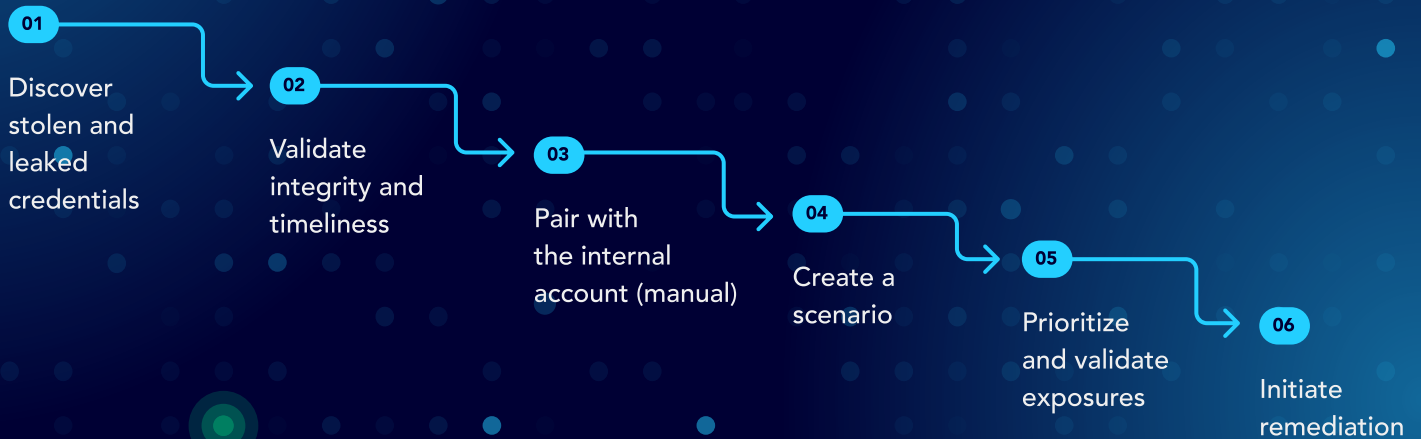 01
Discover
stolen and
leaked
credentials
02
Validate
integrity and
timeliness
03
Pair with
the internal
account (manual)
04
Create a
scenario
05
Prioritize
and validate
exposures
06
Initiate
remediation